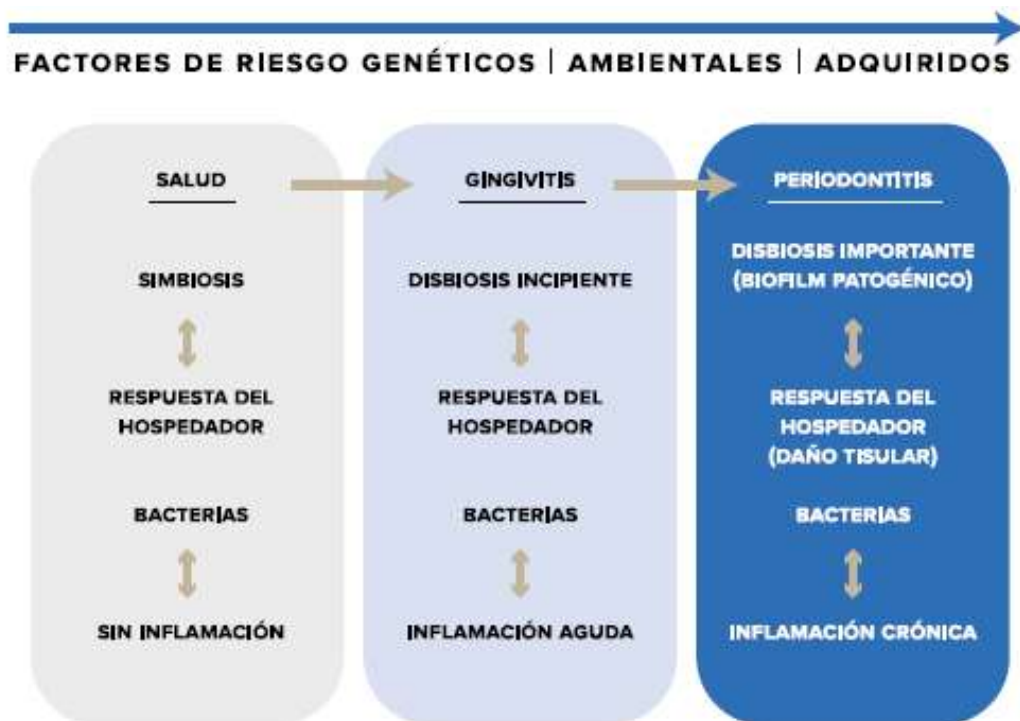 FACTORES DE RIESGO GENÉTICOS | AMBIENTALES | ADQUIRIDOS
SALUD
SIMBIOSIS
RESPUESTA DEL
HOSPEDADOR
BACTERIAS
SIN INFLAMACIÓN
GINGIVITIS
DISBIOSIS INCIPIENTE
RESPUESTA DEL
HOSPEDADOR
BACTERIAS
INFLAMACIÓN AGUDA
PERIODONTITIS
DISBIOSIS IMPORTANTE
(BIOFILM PATOGÉNICO)
RESPUESTA DEL
HOSPEDADOR
(DAÑO TISULAR)
BACTERIAS
INFLAMACIÓN CRÓNICA